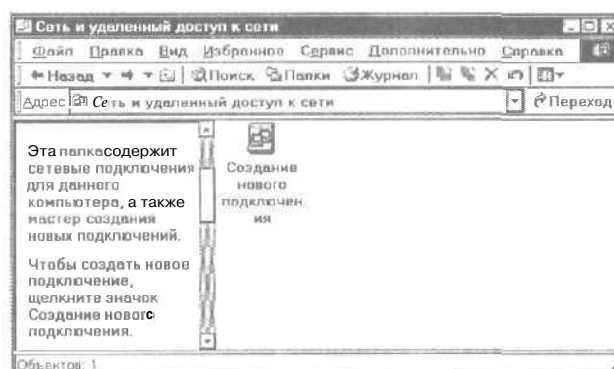 Сеть и удаленный доступ к сети
Файл Правка Вид Избранное Сервис Дополнительно Справка
Назад Поиск Папки Журнал
Адрес Сеть и удаленный доступ к сети Переход
Эта папка содержит
сетевые подключения
для данного
компьютера, а также
мастер создания
новых подключений.
Чтобы создать новое
подключение,
щелкните значок
Создание нового
подключения.
Создание
нового
подключен
ия
Объектов: 1